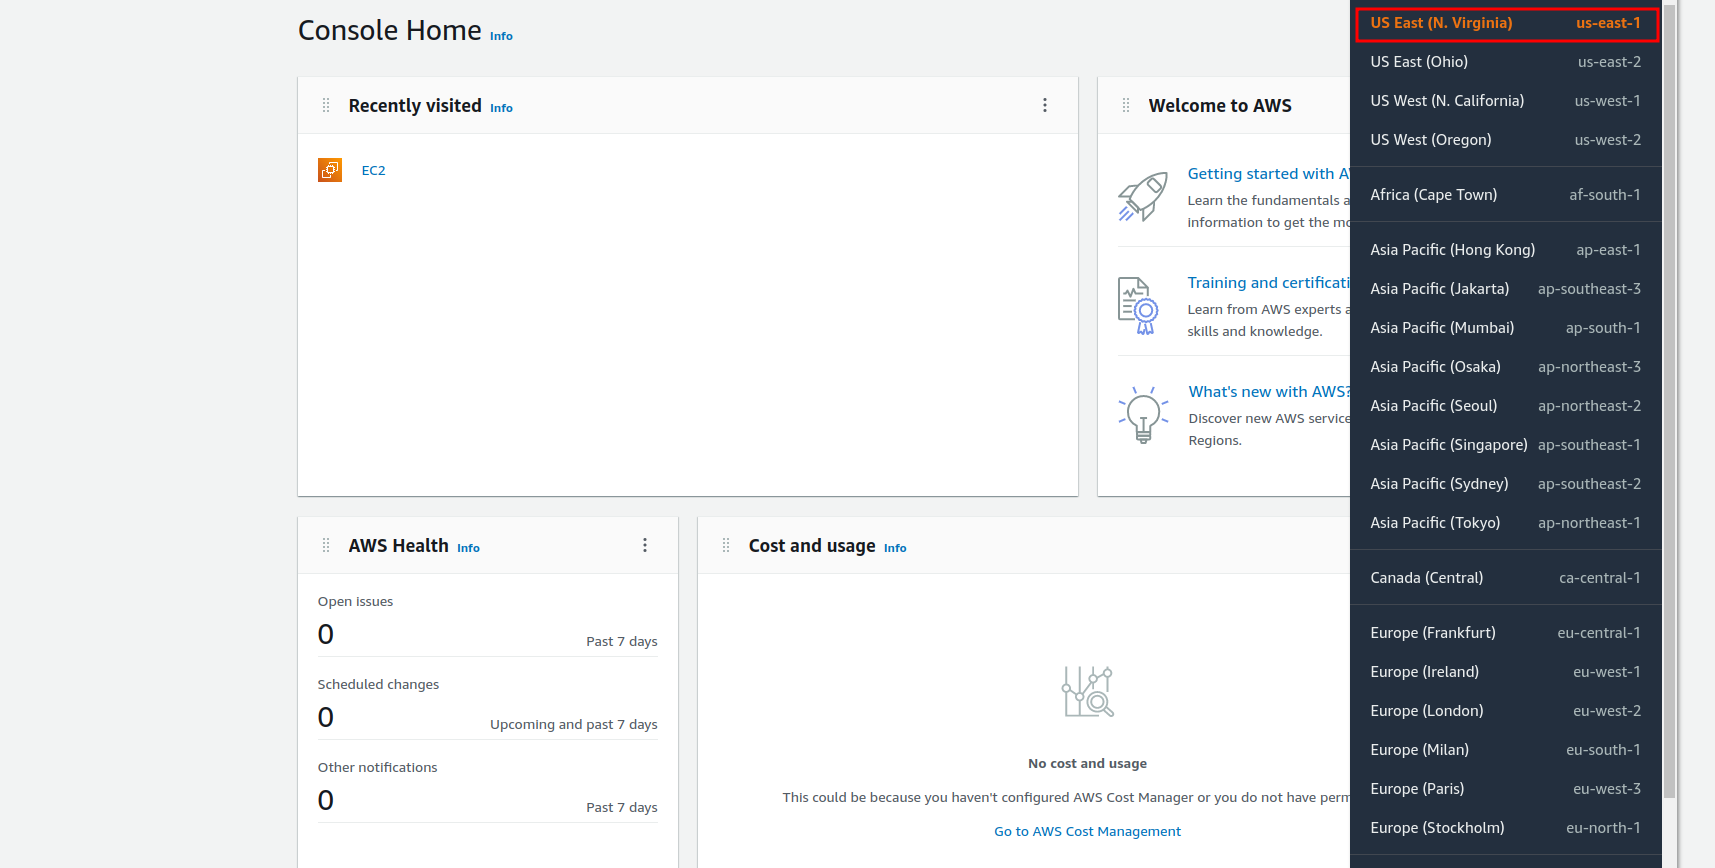 Console Home Info
Recently visited Info
EC2
Welcome to AWS
Getting started with A
Learn the fundamentals a
information to get the mo
Training and certificati
Learn from AWS experts a
skills and knowledge.
What's new with AWS?
Discover new AWS service
Regions.
AWS Health Info
Open issues
0 Past 7 days
Scheduled changes
0 Upcoming and past 7 days
Other notifications
0 Past 7 days
Cost and usage Info
No cost and usage
This could be because you haven't configured AWS Cost Manager or you do not have perm
Go to AWS Cost Management
US East (N. Virginia) us-east-1
US East (Ohio) us-east-2
US West (N. California) us-west-1
US West (Oregon) us-west-2
Africa (Cape Town) af-south-1
Asia Pacific (Hong Kong) ap-east-1
Asia Pacific (Jakarta) ap-southeast-3
Asia Pacific (Mumbai) ap-south-1
Asia Pacific (Osaka) ap-northeast-3
Asia Pacific (Seoul) ap-northeast-2
Asia Pacific (Singapore) ap-southeast-1
Asia Pacific (Sydney) ap-southeast-2
Asia Pacific (Tokyo) ap-northeast-1
Canada (Central) ca-central-1
Europe (Frankfurt) eu-central-1
Europe (Ireland) eu-west-1
Europe (London) eu-west-2
Europe (Milan) eu-south-1
Europe (Paris) eu-west-3
Europe (Stockholm) eu-north-1